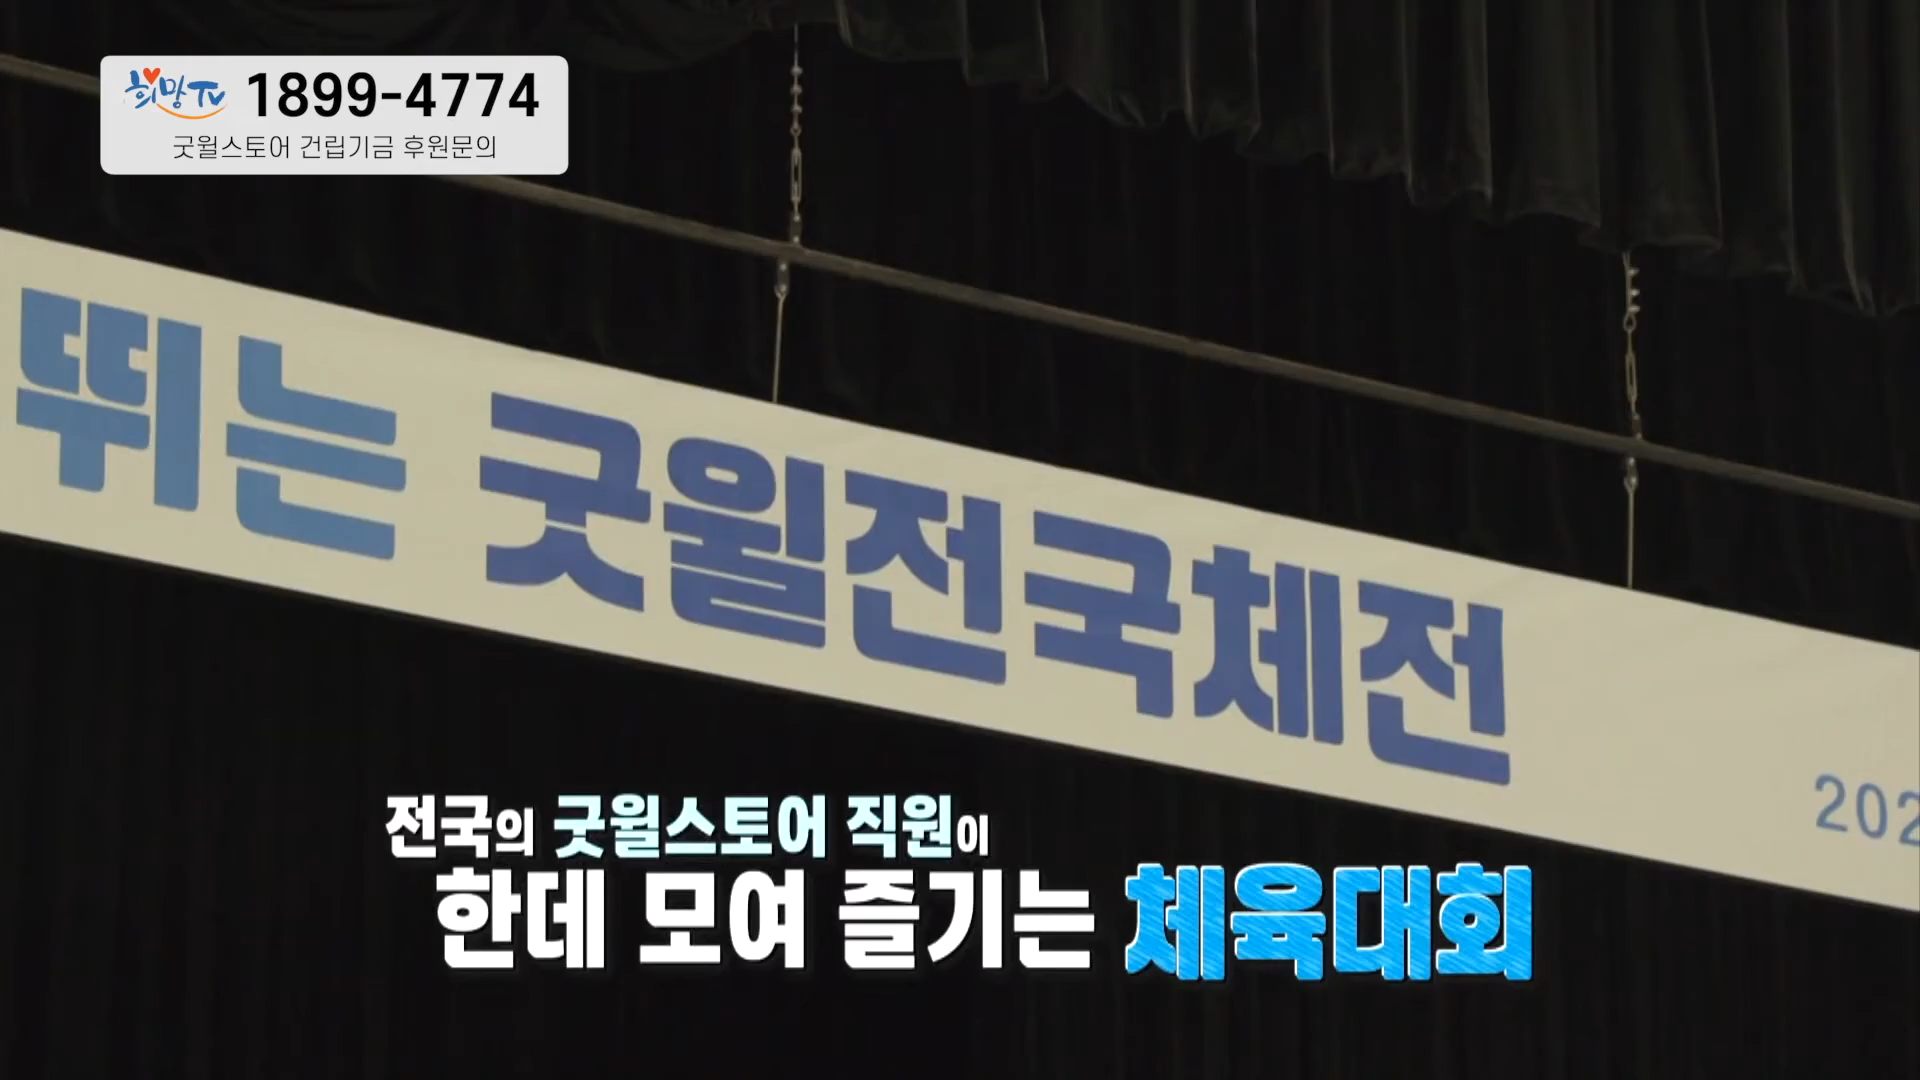 희망TV 1899-4774
굿윌스토어 건립기금 후원문의
뛰는 굿윌전국체전
202
전국의 굿윌스토어 직원이
한데 모여 즐기는 체육대회